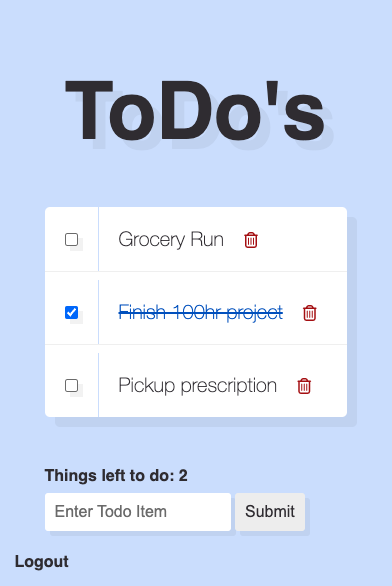 ToDo's
Grocery Run
Finish 100hr project
Pickup prescription
Things left to do: 2
Enter Todo Item
Submit
Logout